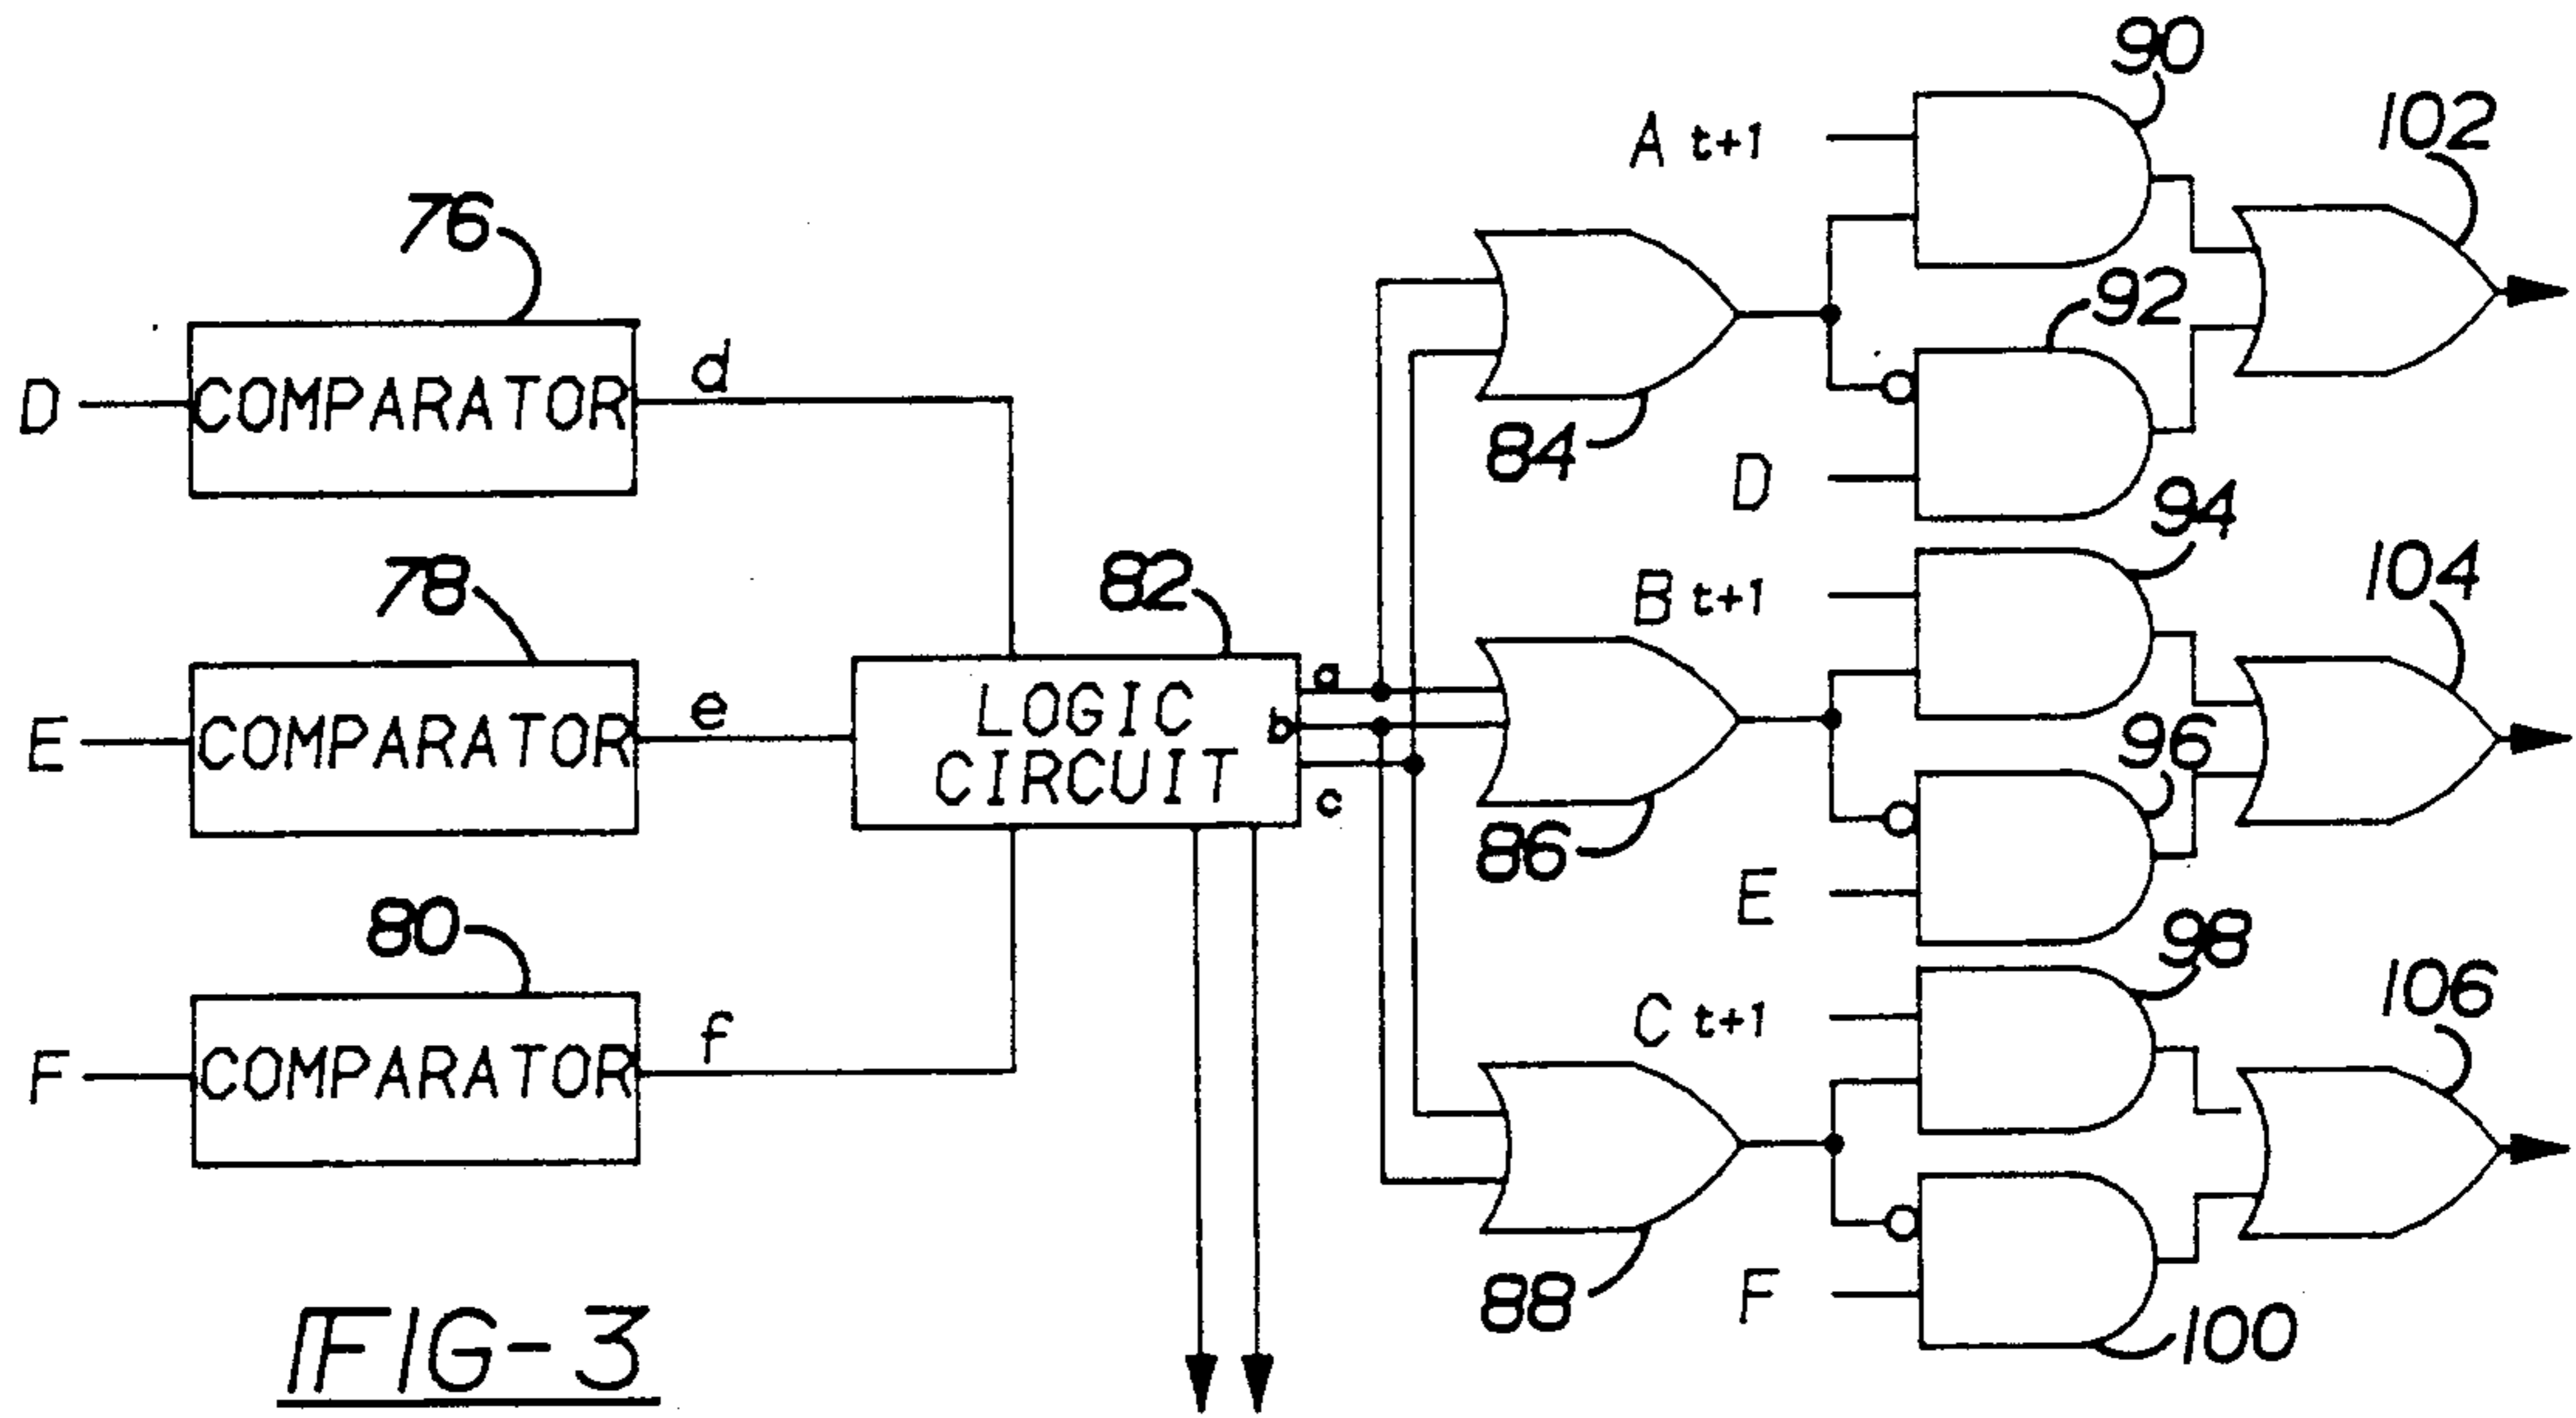 90
A t+1
102
76
92
D
COMPARATOR
d
84
D
94
78
82
B t+1
104
E
COMPARATOR
e
LOGIC
CIRCUIT
a
b
c
86
96
E
80
98
F
COMPARATOR
f
C t+1
106
88
F
100
FIG-3